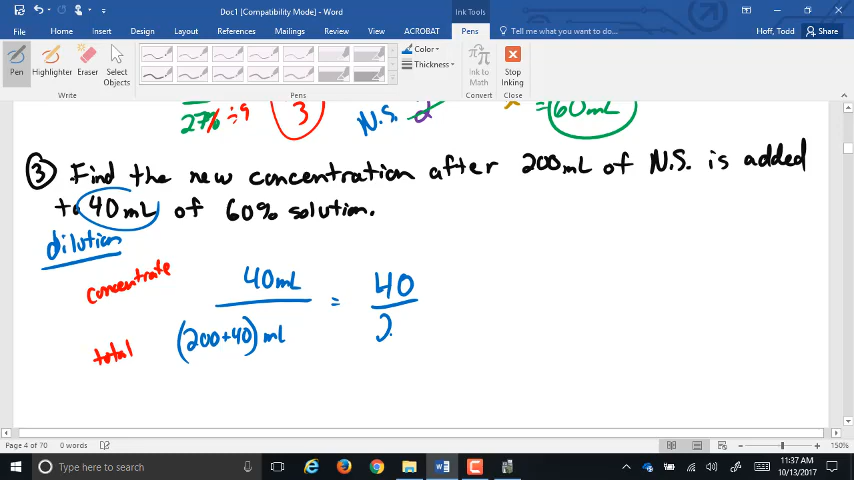 Doc1 [Compatibility Mode] - Word
Ink Tools
Hoff, Todd
Share
File Home Insert Draw Design Layout References Mailings Review View ACROBAT Pens Tell me what you want to do...
Pen Highlighter Eraser Select Objects
Color
Thickness
Ink to Math
Stop Inking
Write Pens Convert Close
27% ÷9 3 N.S. 2 x =60mL
③ Find the new concentration after 200mL of N.S. is added
to 40mL of 60% solution.
dilution
concentrate 40mL = 40
total (200+40) mL 2
Page 4 of 70 0 words 150%
Type here to search
11:37 AM
10/13/2017